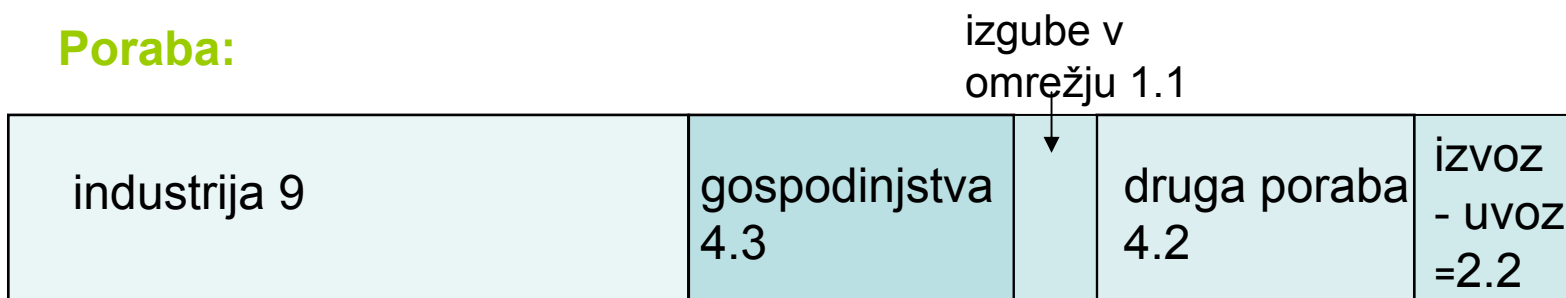 Poraba:
izgube v
omrežju 1.1
industrija 9
gospodinjstva
4.3
druga poraba
4.2
izvoz
- uvoz
=2.2